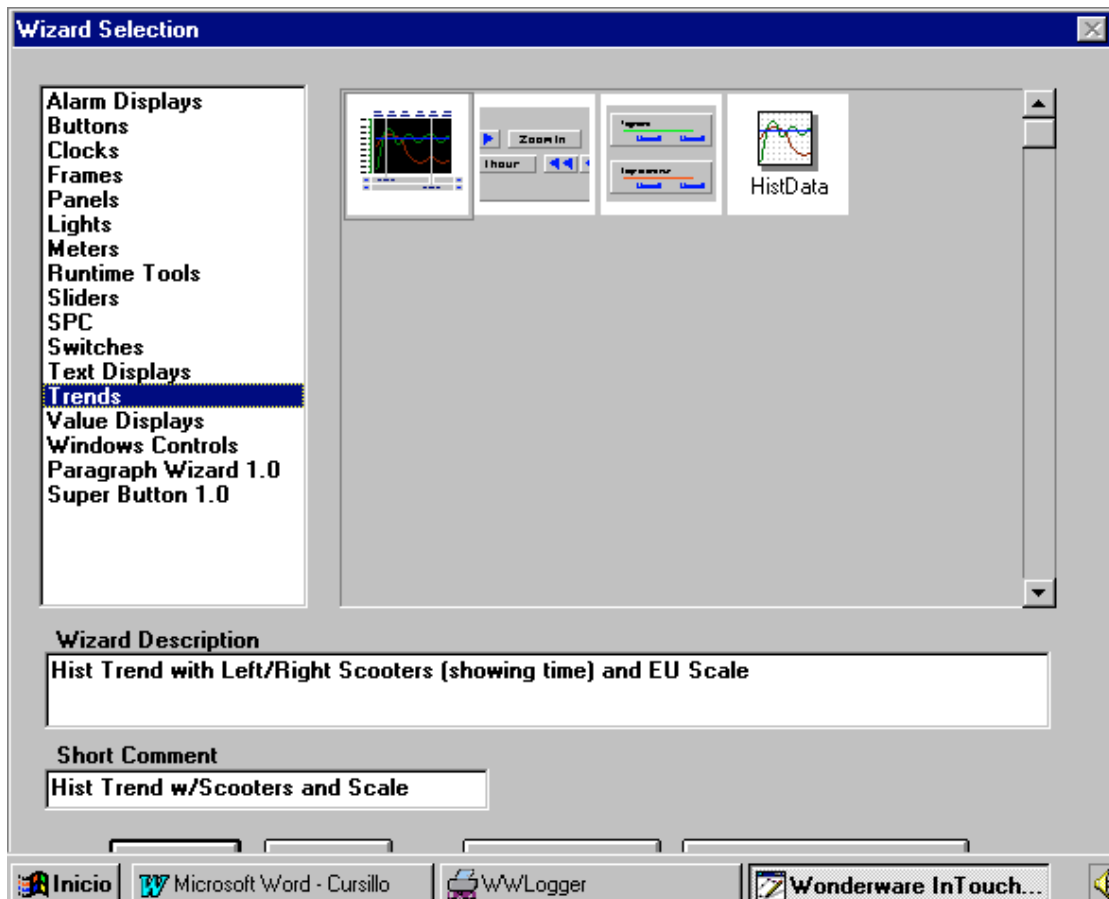 Wizard Selection
Alarm Displays
Buttons
Clocks
Frames
Panels
Lights
Meters
Runtime Tools
Sliders
SPC
Switches
Text Displays
Trends
Value Displays
Windows Controls
Paragraph Wizard 1.0
Super Button 1.0
Zoom In
1hour
HistData
Wizard Description
Hist Trend with Left/Right Scooters (showing time) and EU Scale
Short Comment
Hist Trend w/Scooters and Scale
Inicio
Microsoft Word - Cursillo
WWLogger
Wonderware InTouch...